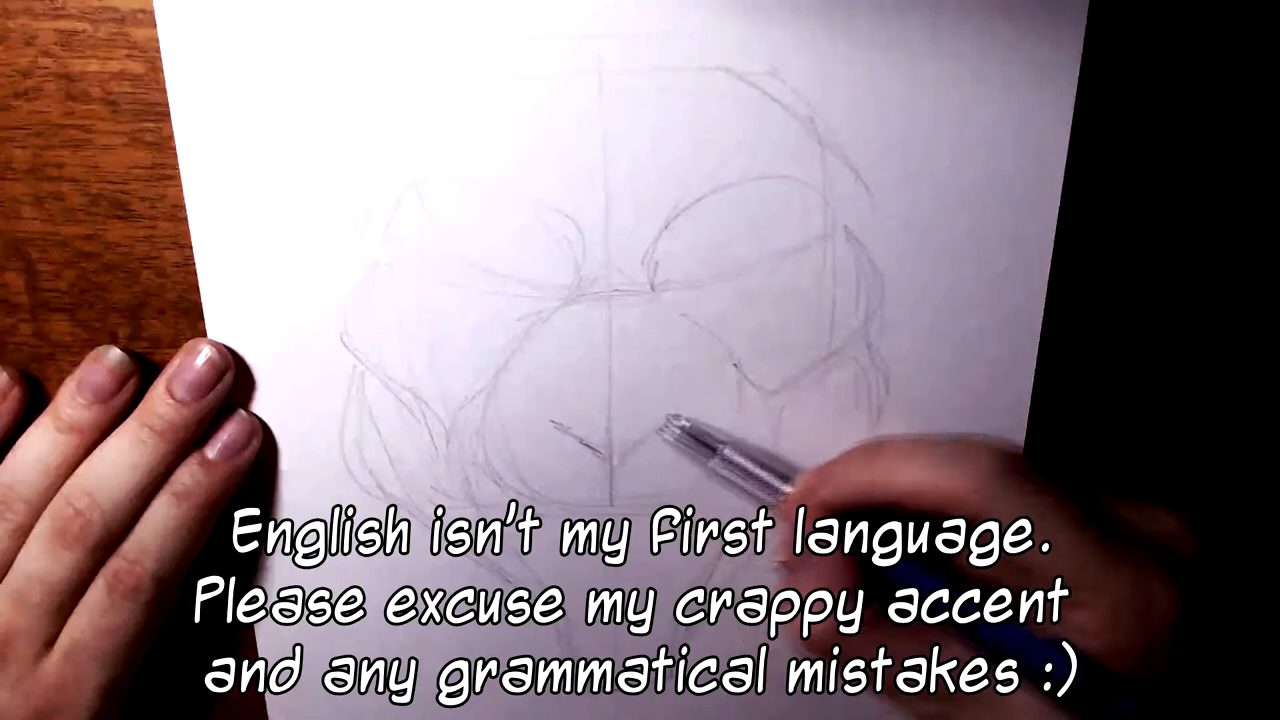 English isn't my first language.
Please excuse my crappy accent
and any grammatical mistakes :)